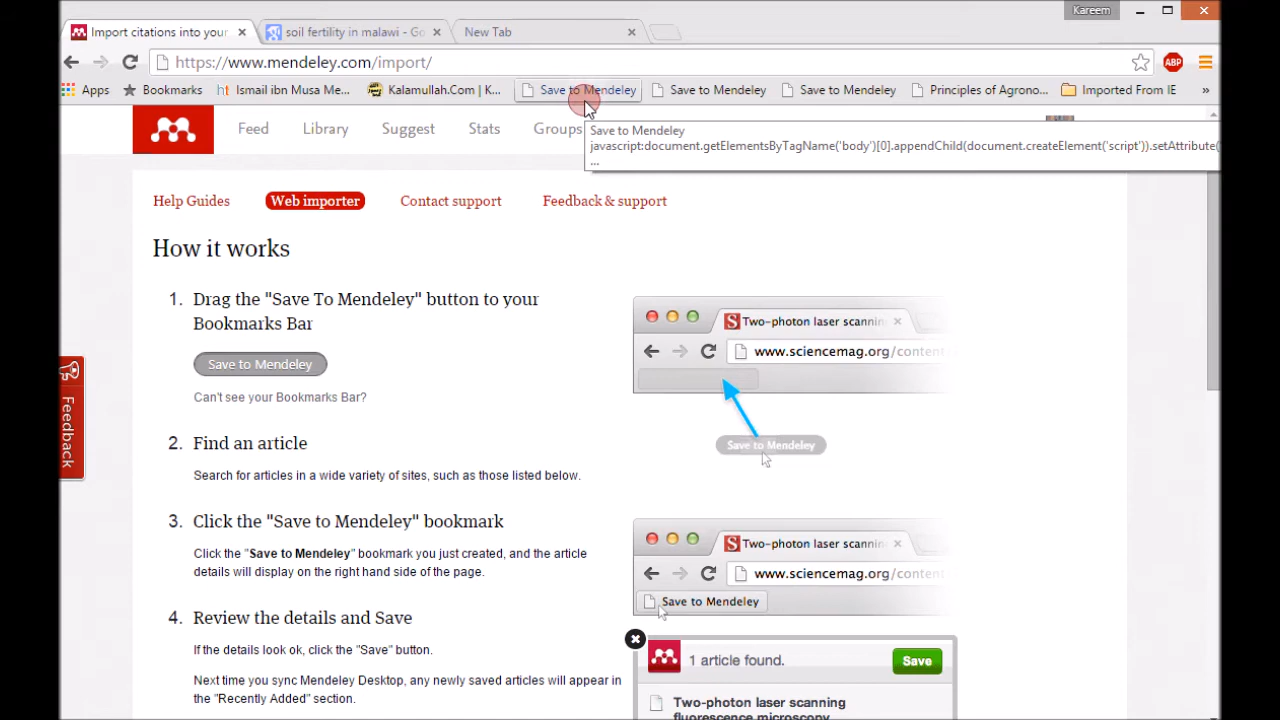 Kareem
Import citations into your
soil fertility in malawi - Go
New Tab
https://www.mendeley.com/import/
ABP
Apps
Bookmarks
Ismail ibn Musa Me...
Kalamullah.Com | K...
Save to Mendeley
Save to Mendeley
Save to Mendeley
Principles of Agrono...
Imported From IE
»
Feed
Library
Suggest
Stats
Groups
Save to Mendeley
javascript:document.getElementsByTagName('body')[0].appendChild(document.createElement('script')).setAttribute('
...
Help Guides
Web importer
Contact support
Feedback & support
How it works
1. Drag the "Save To Mendeley" button to your
Bookmarks Bar
Save to Mendeley
Can't see your Bookmarks Bar?
2. Find an article
Search for articles in a wide variety of sites, such as those listed below.
3. Click the "Save to Mendeley" bookmark
Click the "Save to Mendeley" bookmark you just created, and the article
details will display on the right hand side of the page.
4. Review the details and Save
If the details look ok, click the "Save" button.
Next time you sync Mendeley Desktop, any newly saved articles will appear in
the "Recently Added" section.
Feedback
S Two-photon laser scannin
www.sciencemag.org/content
Save to Mendeley
S Two-photon laser scannin
www.sciencemag.org/content
Save to Mendeley
1 article found.
Save
Two-photon laser scanning
fluorescence microscopy